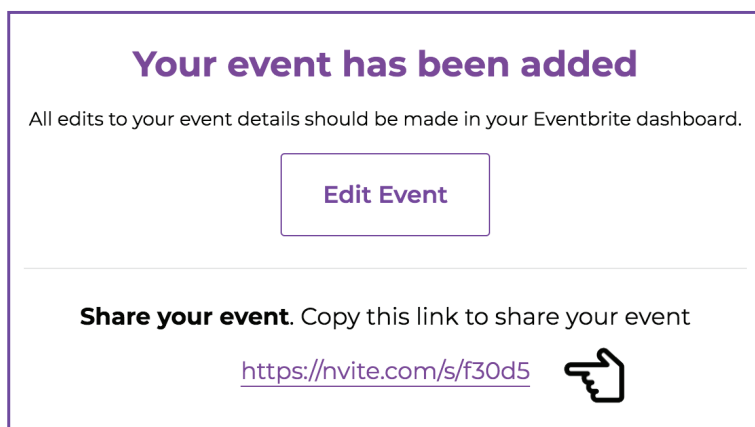 Your event has been added
All edits to your event details should be made in your Eventbrite dashboard.
Edit Event
Share your event. Copy this link to share your event
https://nvite.com/s/f30d5